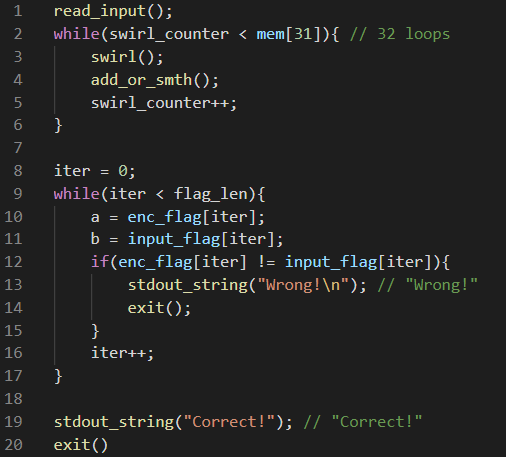 1 read_input();
2 while(swirl_counter < mem[31]){ // 32 loops
3 swirl();
4 add_or_smth();
5 swirl_counter++;
6 }
7
8 iter = 0;
9 while(iter < flag_len){
10 a = enc_flag[iter];
11 b = input_flag[iter];
12 if(enc_flag[iter] != input_flag[iter]){
13 stdout_string("Wrong!\n"); // "Wrong!"
14 exit();
15 }
16 iter++;
17 }
18
19 stdout_string("Correct!"); // "Correct!"
20 exit()